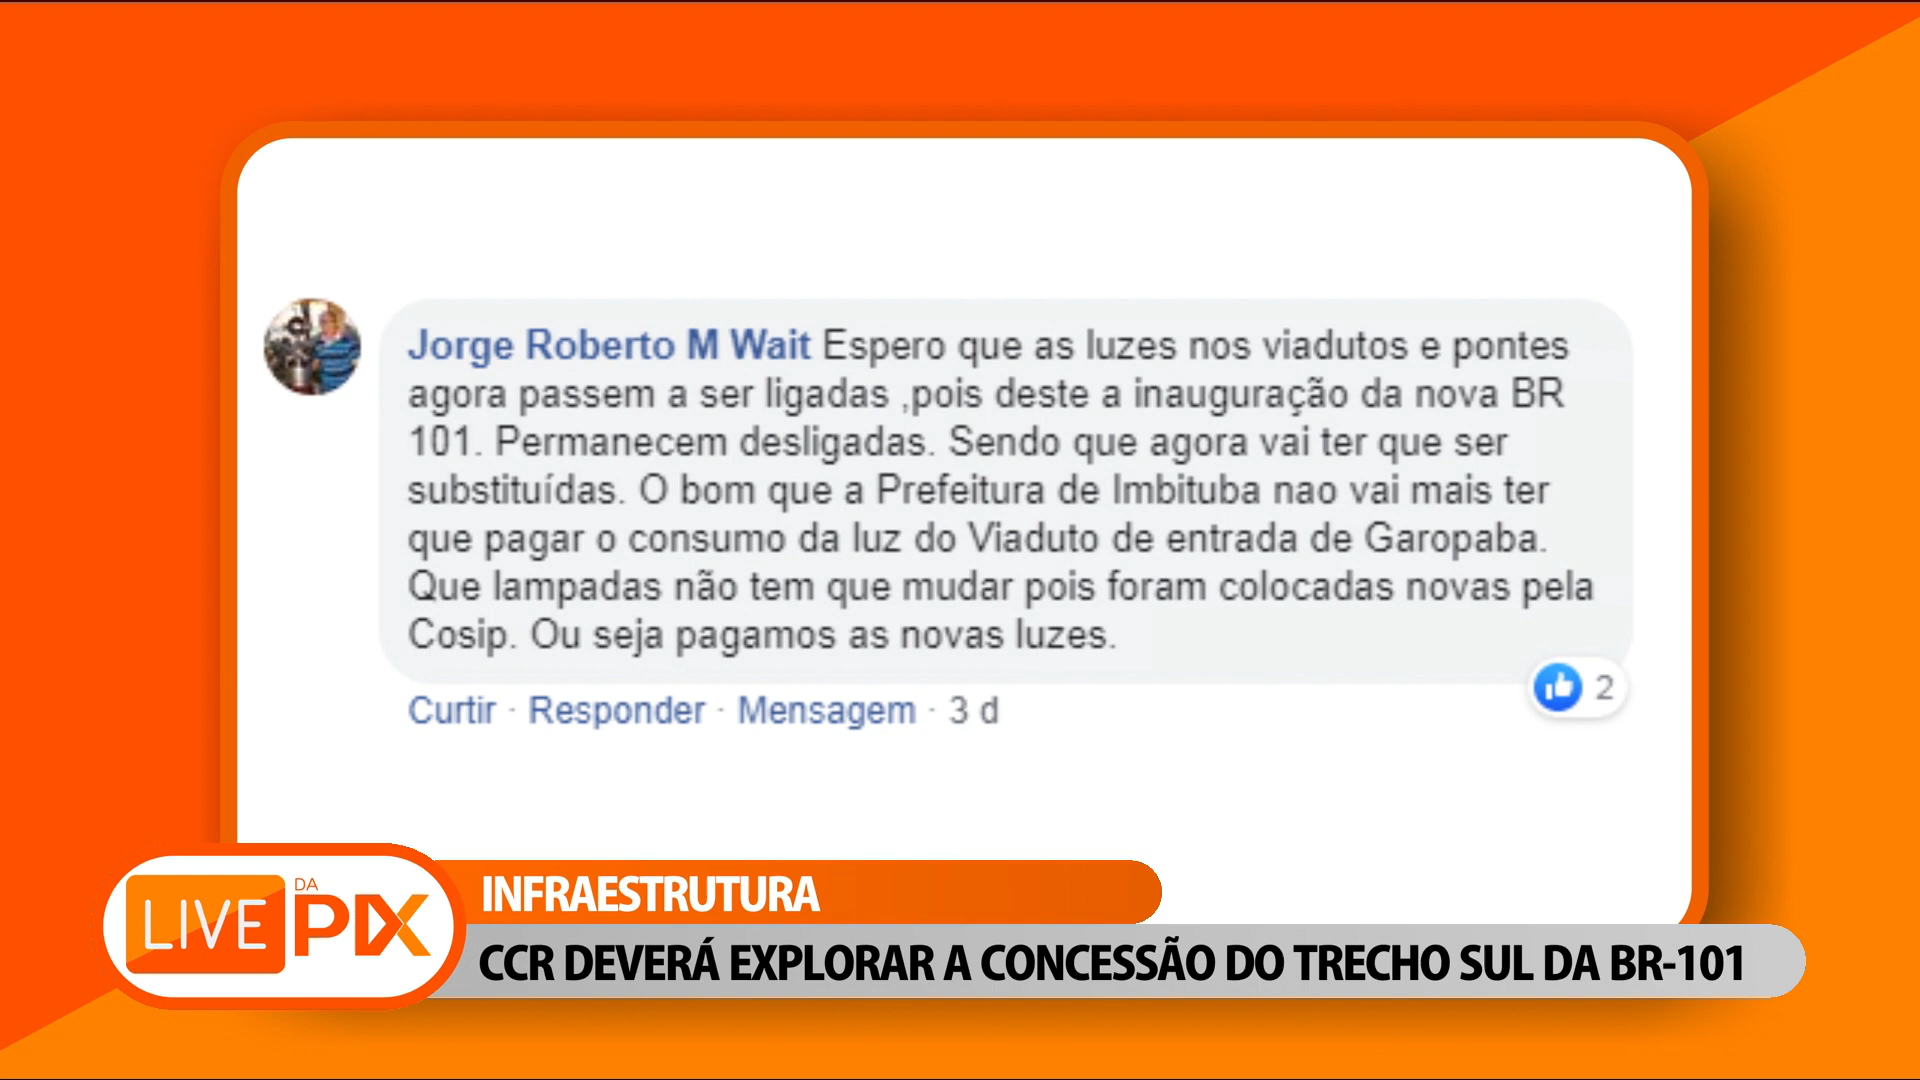 Jorge Roberto M Wait Espero que as luzes nos viadutos e pontes
agora passem a ser ligadas ,pois deste a inauguração da nova BR
101. Permanecem desligadas. Sendo que agora vai ter que ser
substituídas. O bom que a Prefeitura de Imbituba nao vai mais ter
que pagar o consumo da luz do Viaduto de entrada de Garopaba.
Que lampadas não tem que mudar pois foram colocadas novas pela
Cosip. Ou seja pagamos as novas luzes.
2
Curtir · Responder · Mensagem · 3 d
LIVE DA PIX
INFRAESTRUTURA
CCR DEVERÁ EXPLORAR A CONCESSÃO DO TRECHO SUL DA BR-101